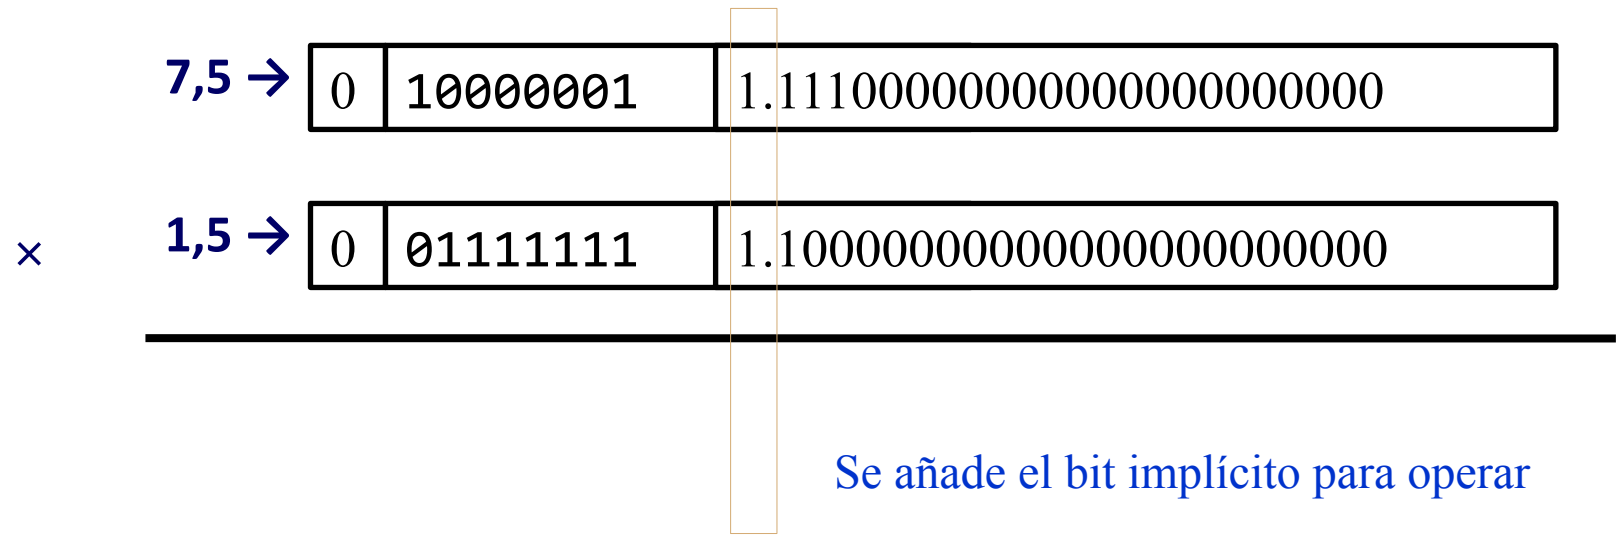 7,5 → 0 10000001 1.11100000000000000000000
× 1,5 → 0 01111111 1.10000000000000000000000
Se añade el bit implícito para operar